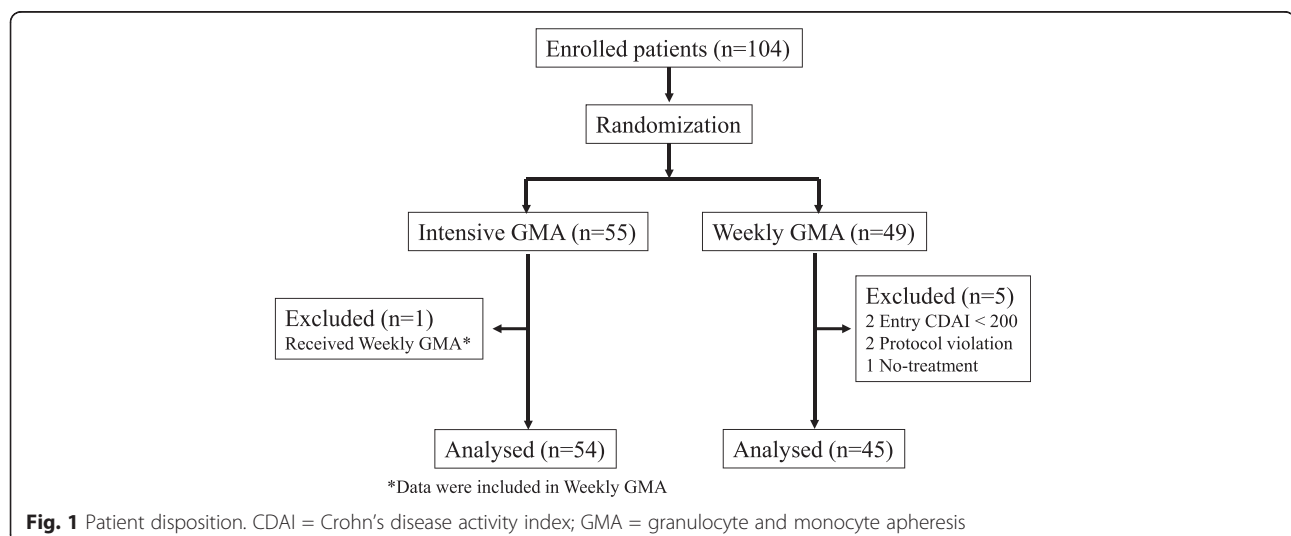 Enrolled patients (n=104)
Randomization
Intensive GMA (n=55)
Weekly GMA (n=49)
Excluded (n=1)
Received Weekly GMA*
Excluded (n=5)
2 Entry CDAI < 200
2 Protocol violation
1 No-treatment
Analysed (n=54)
Analysed (n=45)
*Data were included in Weekly GMA
Fig. 1 Patient disposition. CDAI = Crohn's disease activity index; GMA = granulocyte and monocyte apheresis